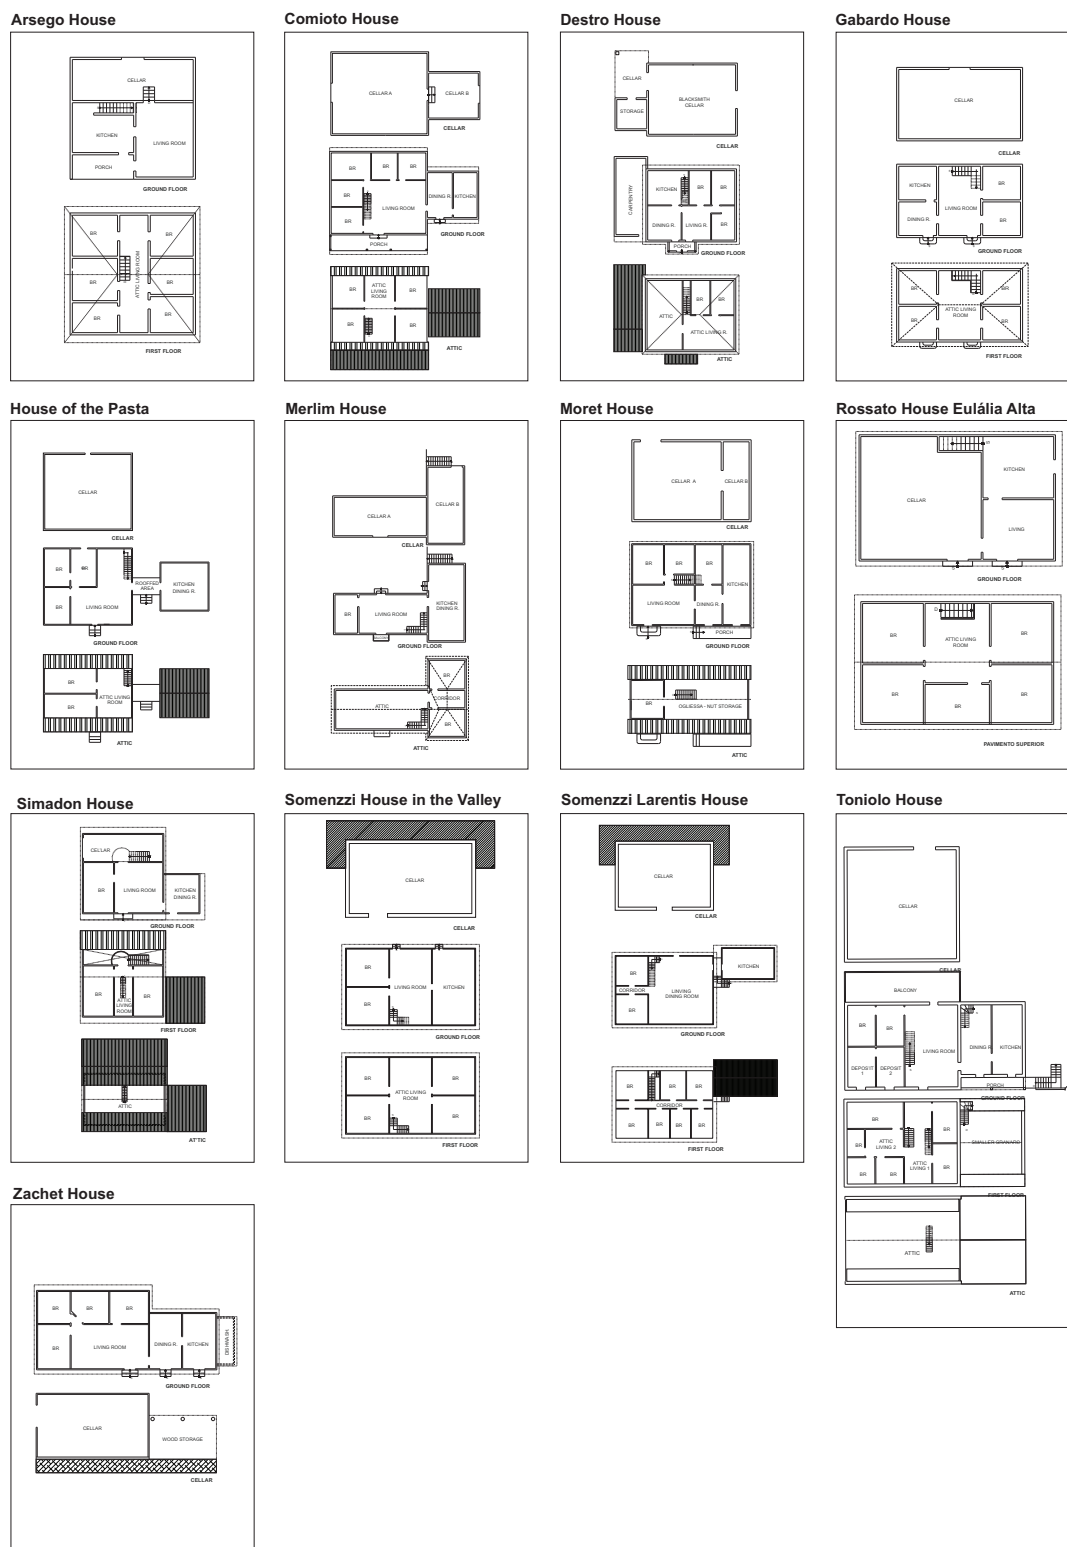 Arsego House
CELLAR
KITCHEN
LIVING ROOM
PORCH
GROUND FLOOR
BR
BR
ATTIC LIVING ROOM
BR
BR
BR
BR
FIRST FLOOR
Comioto House
CELLAR A
CELLAR B
CELLAR
BR
BR
BR
BR
LIVING ROOM
DINING R.
KITCHEN
BR
PORCH
GROUND FLOOR
BR
ATTIC
LIVING
ROOM
BR
BR
BR
ATTIC
Destro House
CELLAR
BLACKSMITH
CELLAR
STORAGE
CELLAR
CARPENTRY
KITCHEN
BR
BR
DINING R.
LIVING R.
BR
PORCH
GROUND FLOOR
BR
BR
ATTIC
ATTIC LIVING R.
ATTIC
Gabardo House
CELLAR
CELLAR
KITCHEN
BR
LIVING ROOM
DINING R.
BR
GROUND FLOOR
BR
BR
ATTIC LIVING
ROOM
BR
BR
FIRST FLOOR
House of the Pasta
CELLAR
CELLAR
BR
BR
ROOFFED
AREA
KITCHEN
DINING R.
BR
LIVING ROOM
GROUND FLOOR
BR
ATTIC LIVING
ROOM
BR
ATTIC
Merlim House
CELLAR A
CELLAR B
CELLAR
BR
LIVING ROOM
KITCHEN
DINING R.
BALCONY
GROUND FLOOR
BR
CORRIDOR
ATTIC
BR
ATTIC
Moret House
CELLAR A
CELLAR B
CELLAR
BR
BR
BR
KITCHEN
LIVING ROOM
DINING R.
PORCH
GROUND FLOOR
BR
OGLIESSA - NUT STORAGE
ATTIC
Rossato House Eulália Alta
S
KITCHEN
CELLAR
LIVING
S
S
GROUND FLOOR
D
BR
ATTIC LIVING
ROOM
BR
BR
BR
BR
PAVIMENTO SUPERIOR
Simadon House
CEL'LAR
BR
LIVING ROOM
KITCHEN
DINING R.
GROUND FLOOR
BR
ATTIC
LIVING
ROOM
BR
FIRST FLOOR
ATTIC
ATTIC
Somenzzi House in the Valley
CELLAR
CELLAR
BR
LIVING ROOM
KITCHEN
BR
GROUND FLOOR
BR
BR
ATTIC LIVING
ROOM
BR
BR
FIRST FLOOR
Somenzzi Larentis House
CELLAR
CELLAR
BR
KITCHEN
CORRIDOR
LINVING
DINING ROOM
BR
GROUND FLOOR
BR
BR
BR
CORRIDOR
BR
BR
BR
BR
FIRST FLOOR
Toniolo House
CELLAR
CELLAR
BALCONY
BR
BR
LIVING ROOM
DINING R.
KITCHEN
DEPOSIT
1
DEPOSIT
2
PORCH
GROUND FLOOR
BR
BR
BR
ATTIC
LIVING 2
SMALLER GRANARO
ATTIC
LIVING 1
BR
BR
BR
FIRST FLOOR
ATTIC
ATTIC
Zachet House
BR
BR
BR
BR
LIVING ROOM
DINING R.
KITCHEN
DISHWASH.
GROUND FLOOR
CELLAR
WOOD STORAGE
CELLAR